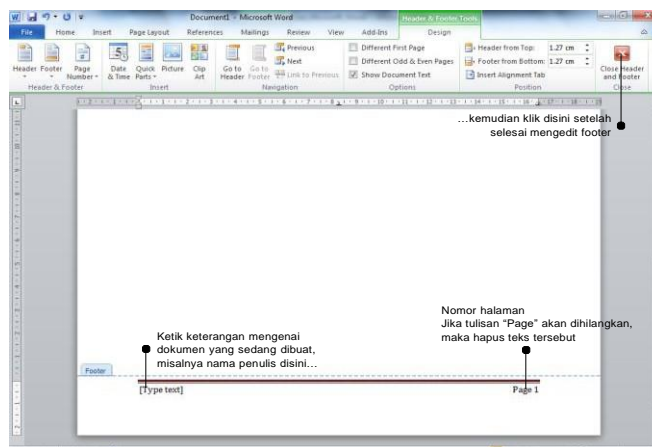 Document1 - Microsoft Word
Header & Footer Tools
File Home Insert Page Layout References Mailings Review View Add-Ins Design
Header Footer Page Number
Date & Time Quick Parts Picture Clip Art
Go to Header Go to Footer Previous Next Link to Previous
Different First Page
Different Odd & Even Pages
Show Document Text
Header from Top: 1.27 cm
Footer from Bottom: 1.27 cm
Insert Alignment Tab
Close Header and Footer
Header & Footer Insert Navigation Options Position Close
…kemudian klik disini setelah
selesai mengedit footer
Nomor halaman
Jika tulisan “Page” akan dihilangkan,
maka hapus teks tersebut
Ketik keterangan mengenai
dokumen yang sedang dibuat,
misalnya nama penulis disini…
Footer
[Type text] Page 1